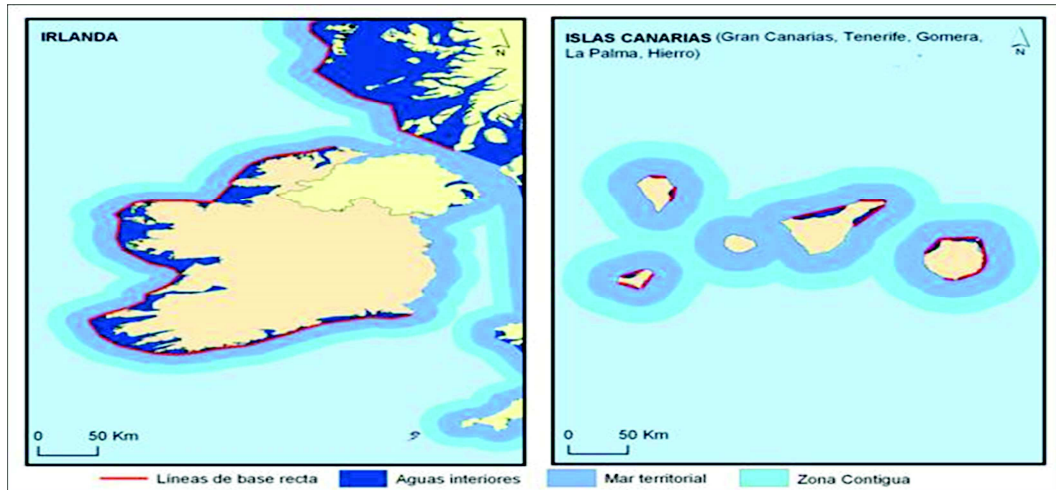 IRLANDA
N
0 50 Km
ISLAS CANARIAS (Gran Canarias, Tenerife, Gomera,
La Palma, Hierro)
N
0 50 Km
Líneas de base recta Aguas interiores Mar territorial Zona Contigua